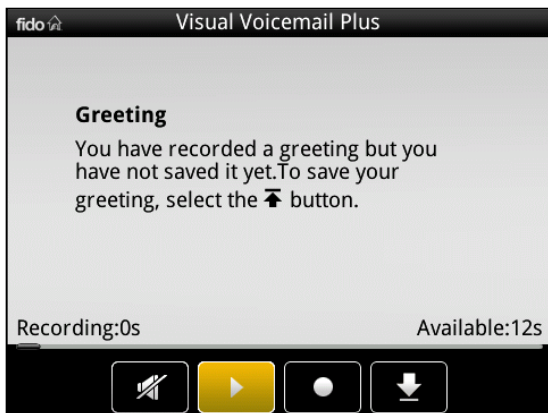 fido
Visual Voicemail Plus
Greeting
You have recorded a greeting but you
have not saved it yet.To save your
greeting, select the button.
Recording:0s
Available:12s